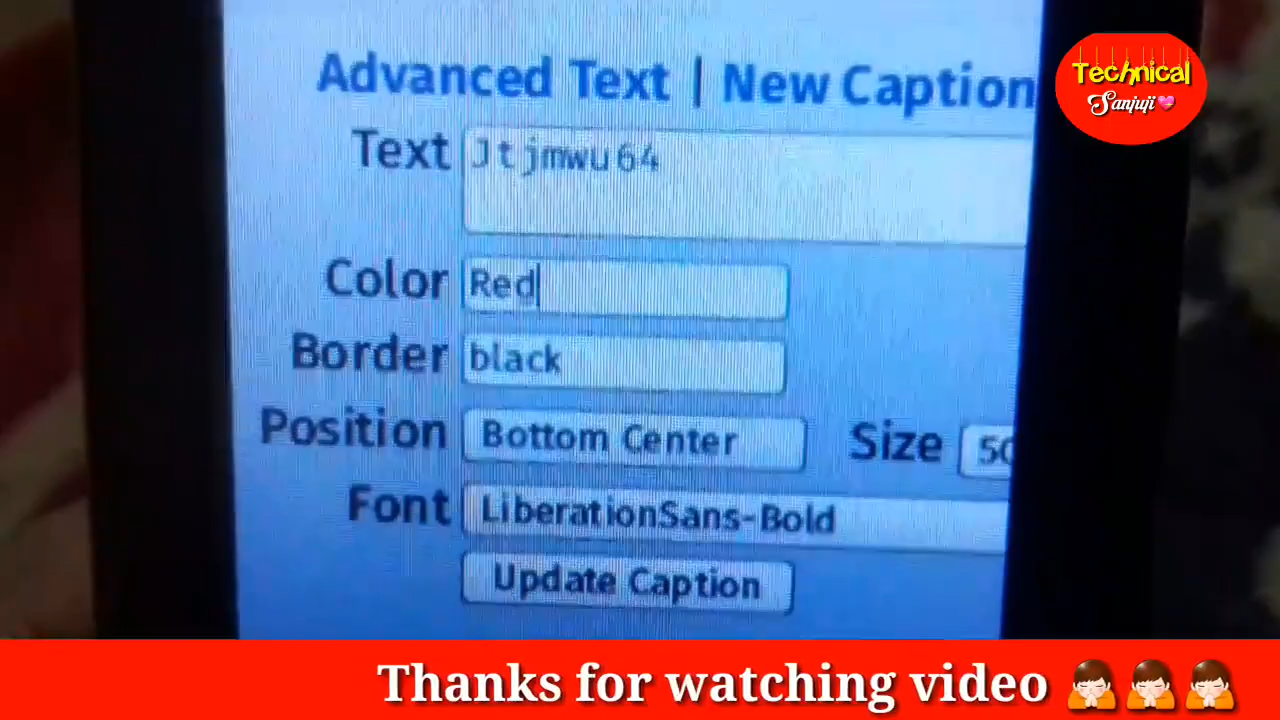 Advanced Text | New Caption
Text Jtjmwu64
Color Red
Border black
Position Bottom Center Size 50
Font LiberationSans-Bold
Update Caption
Technical
Sanjuji
Thanks for watching video